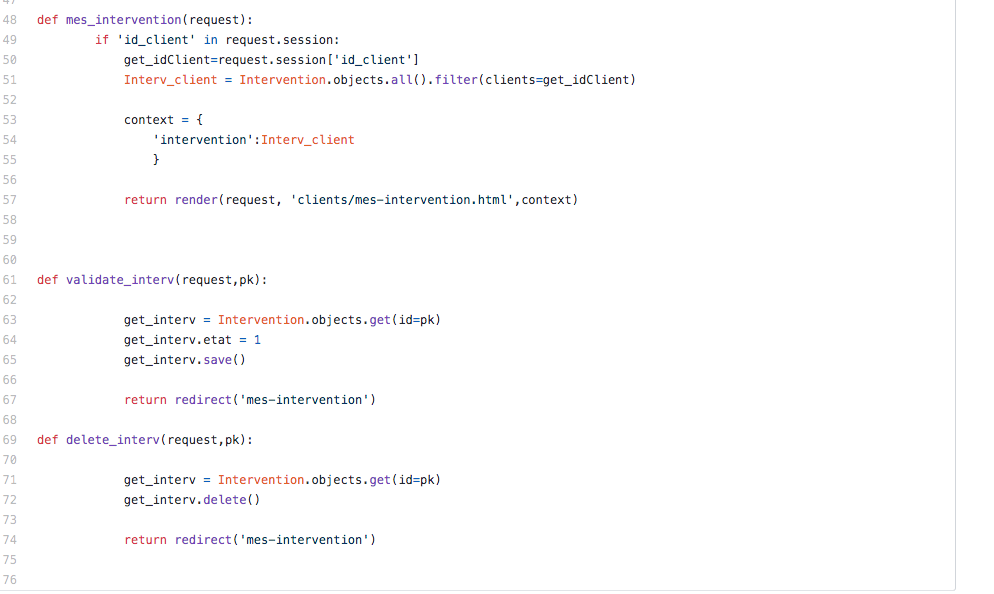 47
48 def mes_intervention(request):
49 if 'id_client' in request.session:
50 get_idClient=request.session['id_client']
51 Interv_client = Intervention.objects.all().filter(clients=get_idClient)
52
53 context = {
54 'intervention':Interv_client
55 }
56
57 return render(request, 'clients/mes-intervention.html',context)
58
59
60
61 def validate_interv(request,pk):
62
63 get_interv = Intervention.objects.get(id=pk)
64 get_interv.etat = 1
65 get_interv.save()
66
67 return redirect('mes-intervention')
68
69 def delete_interv(request,pk):
70
71 get_interv = Intervention.objects.get(id=pk)
72 get_interv.delete()
73
74 return redirect('mes-intervention')
75
76